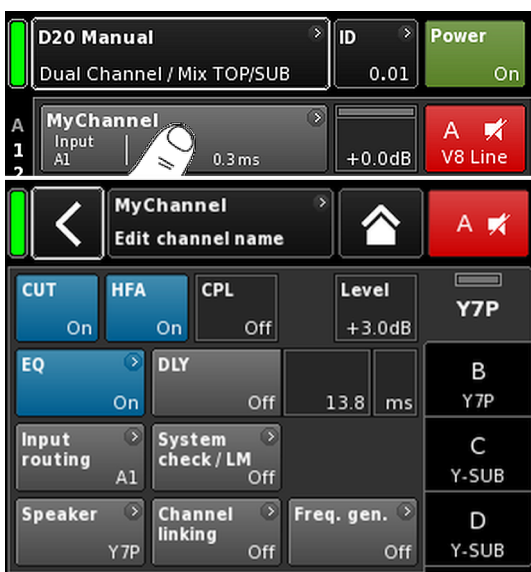 D20 Manual
ID
Power
Dual Channel / Mix TOP/SUB
0.01
On
A
MyChannel
Input
A1
0.3 ms
+0.0dB
A
V8 Line
1
2
MyChannel
Edit channel name
A
CUT
On
HFA
On
CPL
Off
Level
+3.0dB
Y7P
EQ
On
DLY
Off
13.8
ms
B
Y7P
Input
routing
A1
System
check / LM
Off
C
Y-SUB
Speaker
Y7P
Channel
linking
Off
Freq. gen.
Off
D
Y-SUB